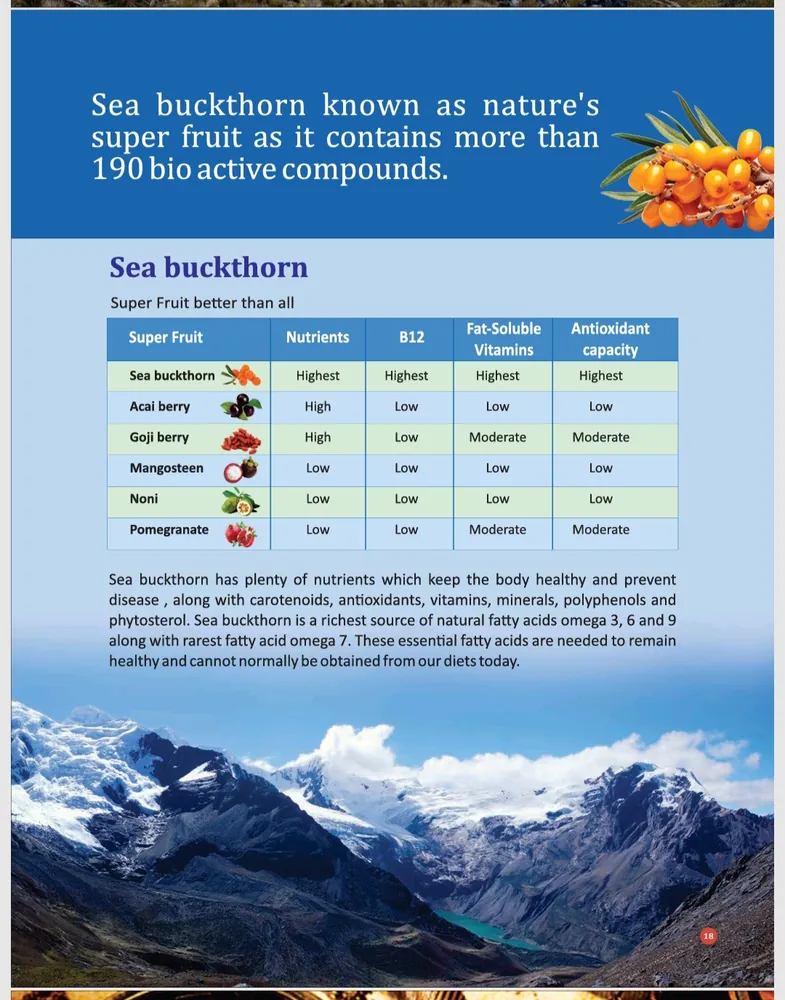 Sea buckthorn known as nature's
super fruit as it contains more than
190 bio active compounds.
Sea buckthorn
Super Fruit better than all
Super Fruit Nutrients B12 Fat-Soluble Vitamins Antioxidant capacity
Sea buckthorn Highest Highest Highest Highest
Acai berry High Low Low Low
Goji berry High Low Moderate Moderate
Mangosteen Low Low Low Low
Noni Low Low Low Low
Pomegranate Low Low Moderate Moderate
Sea buckthorn has plenty of nutrients which keep the body healthy and prevent
disease , along with carotenoids, antioxidants, vitamins, minerals, polyphenols and
phytosterol. Sea buckthorn is a richest source of natural fatty acids omega 3, 6 and 9
along with rarest fatty acid omega 7. These essential fatty acids are needed to remain
healthy and cannot normally be obtained from our diets today.
18